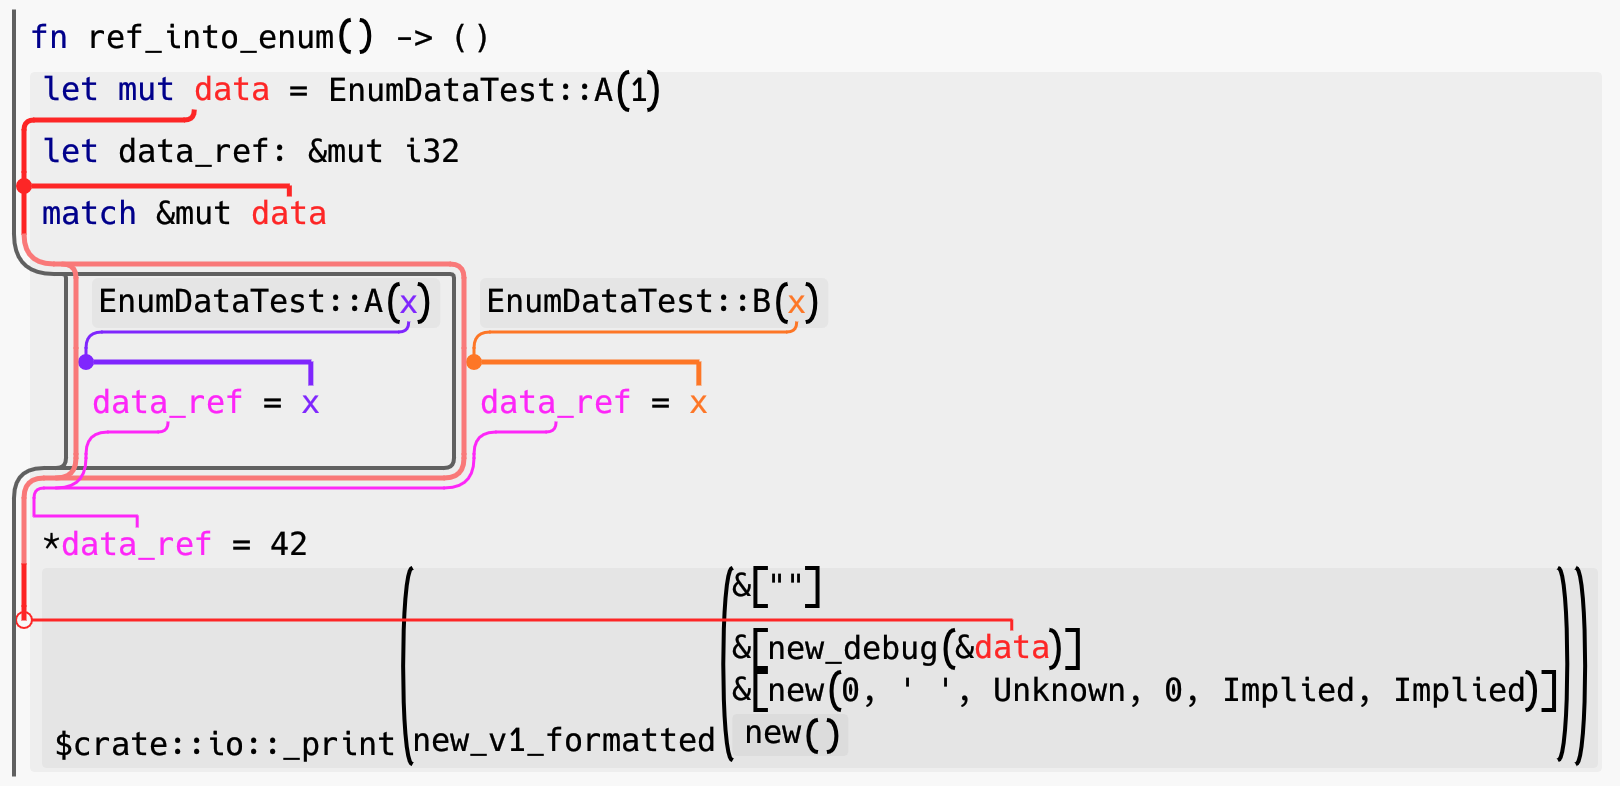 fn ref_into_enum() -> ()
let mut data = EnumDataTest::A(1)
let data_ref: &mut i32
match &mut data
EnumDataTest::A(x) EnumDataTest::B(x)
data_ref = x data_ref = x
*data_ref = 42
&[""]
&[new_debug(&data)]
&[new(0, ' ', Unknown, 0, Implied, Implied)]
$crate::io::_print(new_v1_formatted( new()))